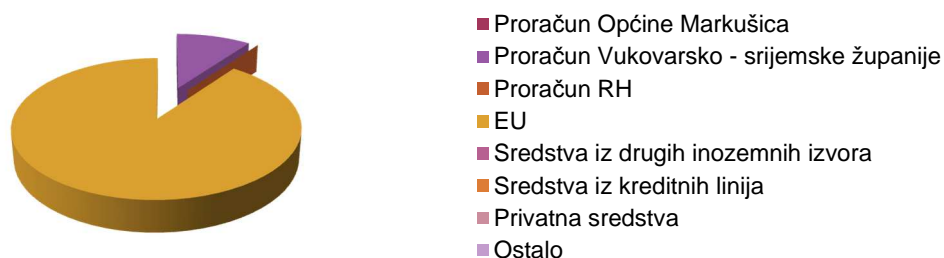 Proračun Općine Markušica
Proračun Vukovarsko - srijemske županije
Proračun RH
EU
Sredstva iz drugih inozemnih izvora
Sredstva iz kreditnih linija
Privatna sredstva
Ostalo